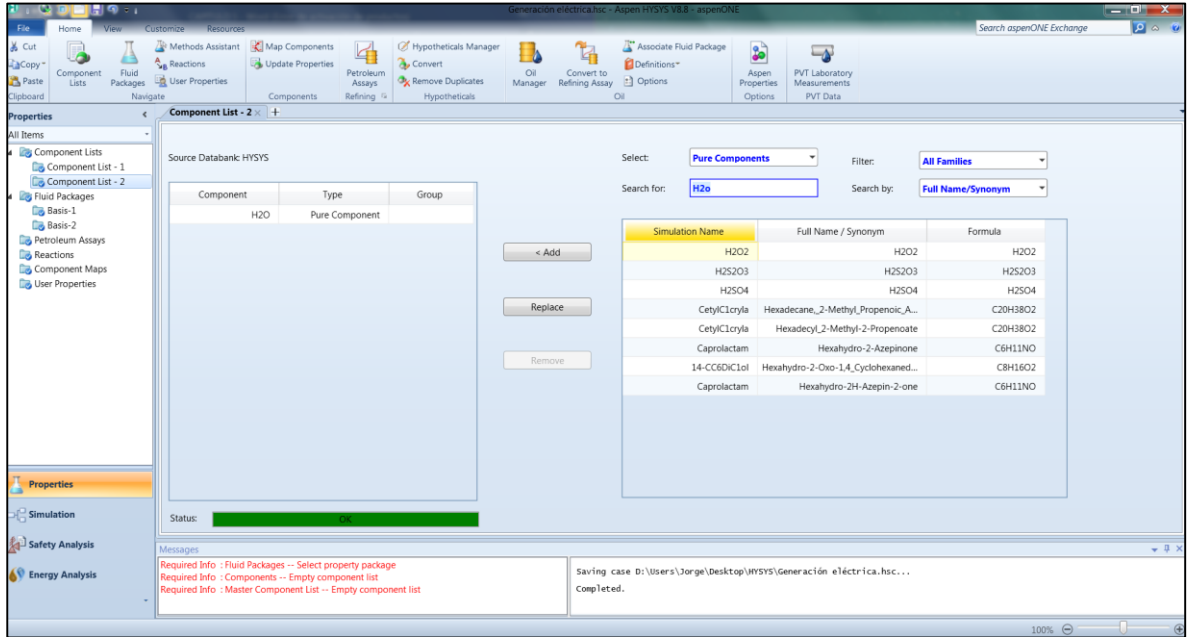 Generación eléctrica.hsc - Aspen HYSYS V8.8 - aspenONE
File Home View Customize Resources Search aspenONE Exchange
Cut
Copy
Paste
Clipboard
Component Lists
Fluid Packages
Methods Assistant
Reactions
User Properties
Navigate
Map Components
Update Properties
Components
Petroleum Assays
Refining
Hypotheticals Manager
Convert
Remove Duplicates
Hypotheticals
Oil Manager
Convert to Refining Assay
Associate Fluid Package
Definitions
Options
Oil
Aspen Properties
Options
PVT Laboratory Measurements
PVT Data
Properties <
All Items
Component Lists
Component List - 1
Component List - 2
Fluid Packages
Basis-1
Basis-2
Petroleum Assays
Reactions
Component Maps
User Properties
Properties
Simulation
Safety Analysis
Energy Analysis
Component List - 2 × +
Source Databank: HYSYS
Component Type Group
H2O Pure Component
< Add
Replace
Remove
Select: Pure Components Filter: All Families
Search for: H2o Search by: Full Name/Synonym
Simulation Name Full Name / Synonym Formula
H2O2 H2O2 H2O2
H2S2O3 H2S2O3 H2S2O3
H2SO4 H2SO4 H2SO4
CetylC1cryla Hexadecane,_2-Methyl_Propenoic_A... C20H38O2
CetylC1cryla Hexadecyl_2-Methyl-2-Propenoate C20H38O2
Caprolactam Hexahydro-2-Azepinone C6H11NO
14-CC6DiC1ol Hexahydro-2-Oxo-1,4_Cyclohexaned... C8H16O2
Caprolactam Hexahydro-2H-Azepin-2-one C6H11NO
Status: OK
Messages
Required Info : Fluid Packages -- Select property package
Required Info : Components -- Empty component list
Required Info : Master Component List -- Empty component list
Saving case D:\Users\Jorge\Desktop\HYSYS\Generación eléctrica.hsc...
Completed.
100%